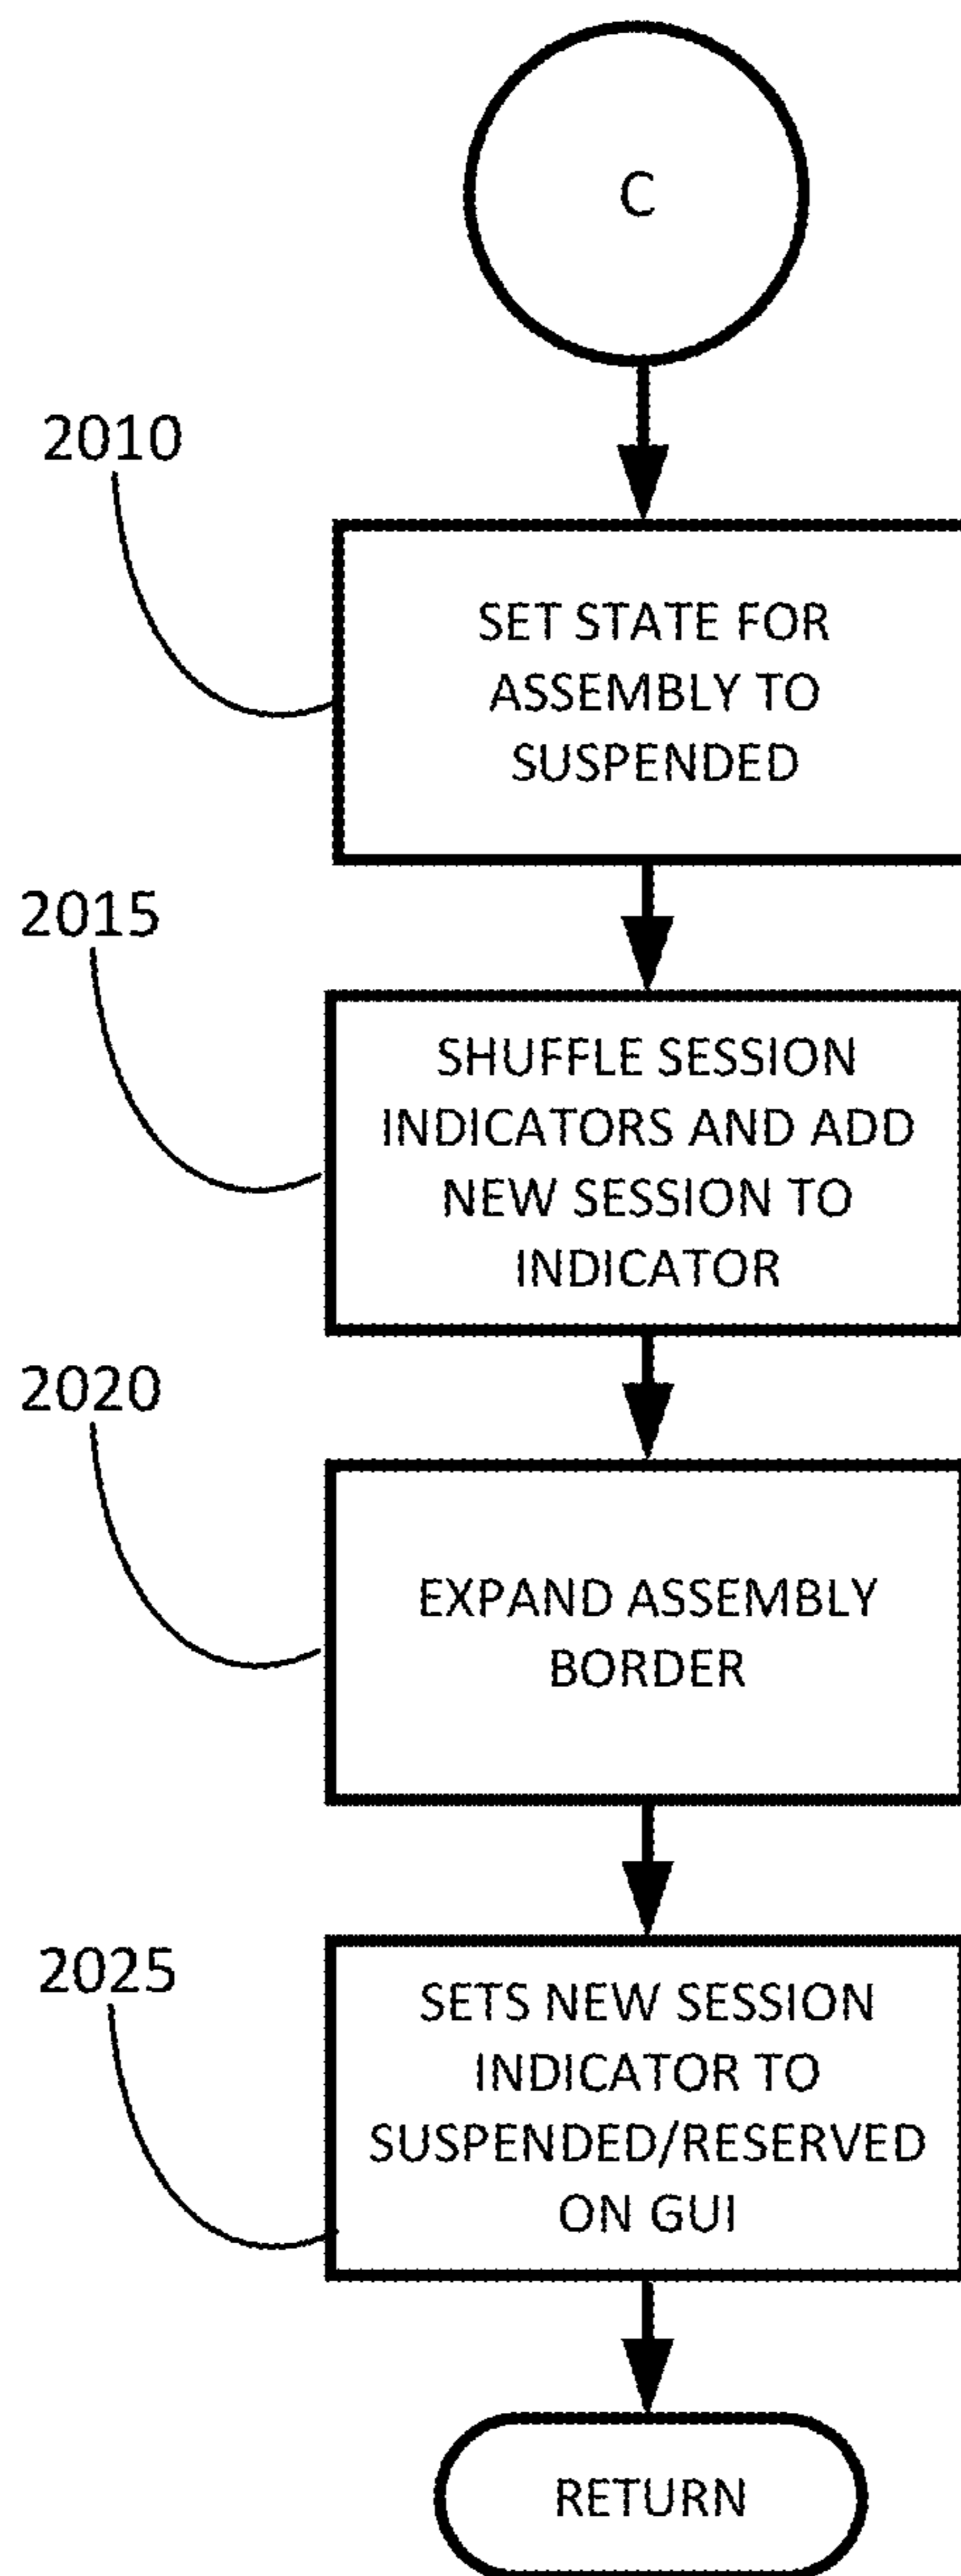 C
2010
SET STATE FOR
ASSEMBLY TO
SUSPENDED
2015
SHUFFLE SESSION
INDICATORS AND ADD
NEW SESSION TO
INDICATOR
2020
EXPAND ASSEMBLY
BORDER
2025
SETS NEW SESSION
INDICATOR TO
SUSPENDED/RESERVED
ON GUI
RETURN